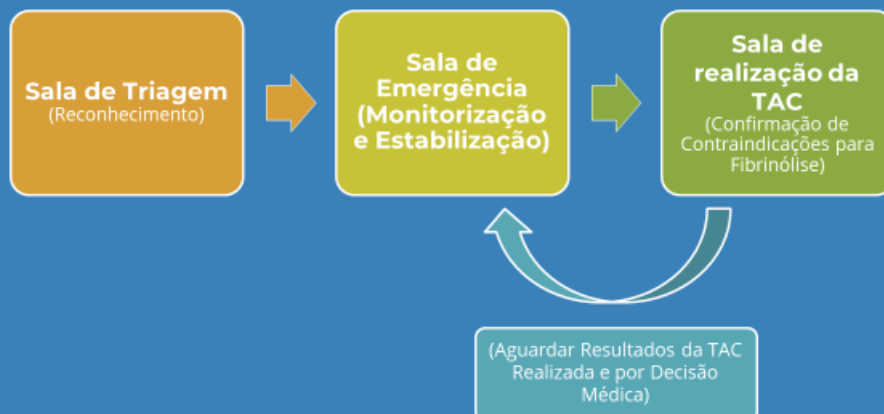 Sala de Triagem
(Reconhecimento)
Sala de
Emergência
(Monitorização
e Estabilização)
Sala de
realização da
TAC
(Confirmação de
Contraindicações para
Fibrinólise)
(Aguardar Resultados da TAC
Realizada e por Decisão
Médica)